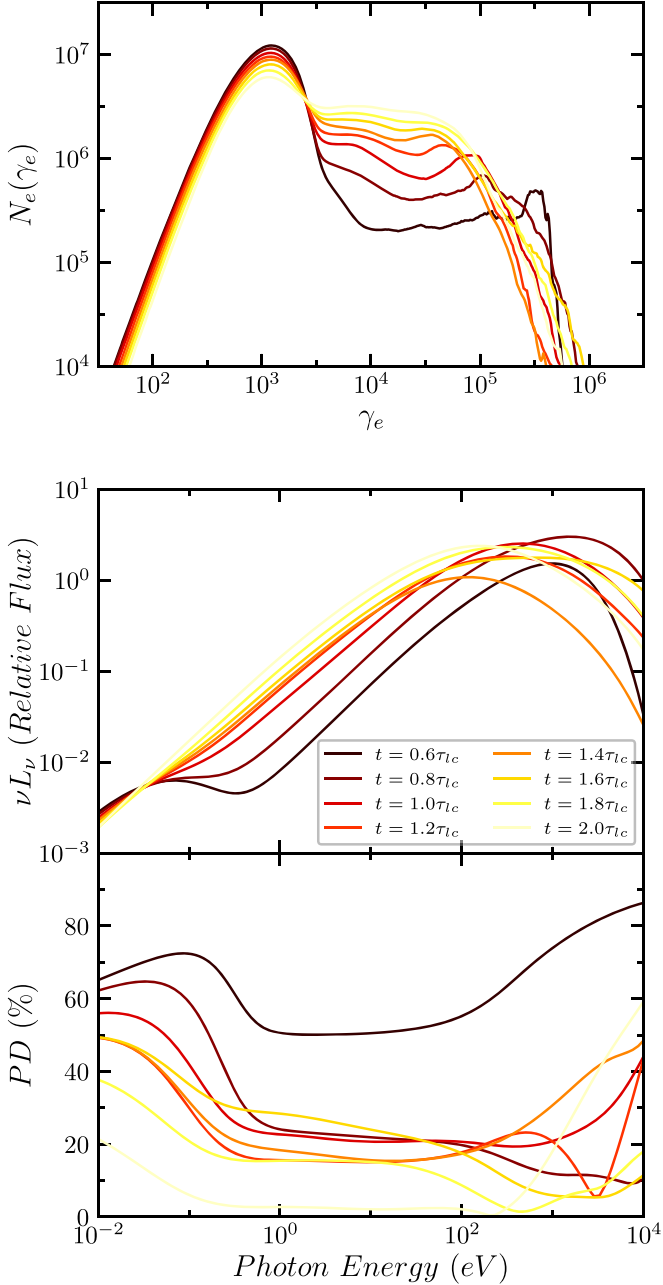 10^7
10^6
10^5
10^4
N_e(γ_e)
10^2 10^3 10^4 10^5 10^6
γ_e
10^1
10^0
10^−1
10^−2
10^−3
νL_ν (Relative Flux)
t = 0.6τ_lc t = 1.4τ_lc
t = 0.8τ_lc t = 1.6τ_lc
t = 1.0τ_lc t = 1.8τ_lc
t = 1.2τ_lc t = 2.0τ_lc
80
60
40
20
0
PD (%)
10^−2 10^0 10^2 10^4
Photon Energy (eV)